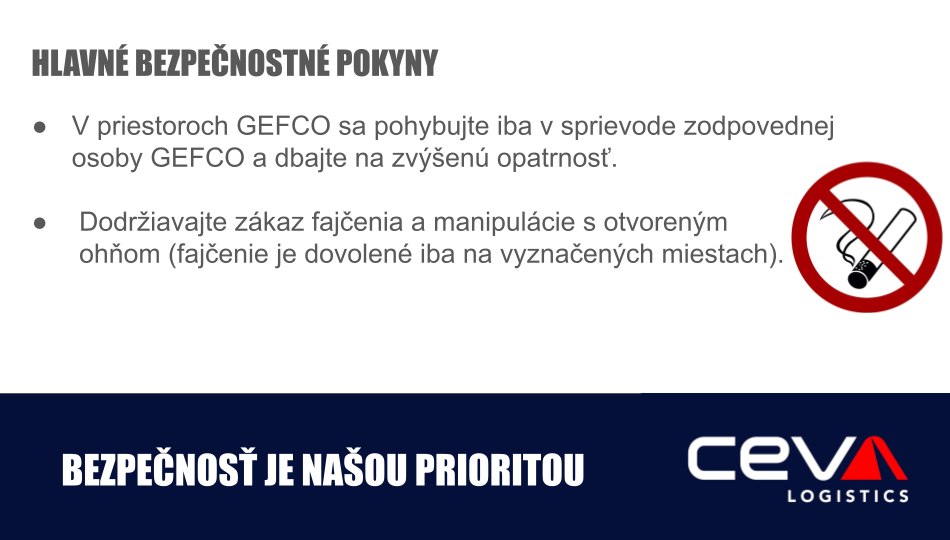 HLAVNÉ BEZPEČNOSTNÉ POKYNY
● V priestoroch GEFCO sa pohybujte iba v sprievode zodpovednej
osoby GEFCO a dbajte na zvýšenú opatrnosť.
● Dodržiavajte zákaz fajčenia a manipulácie s otvoreným
ohňom (fajčenie je dovolené iba na vyznačených miestach).
BEZPEČNOSŤ JE NAŠOU PRIORITOU
CEVA
LOGISTICS